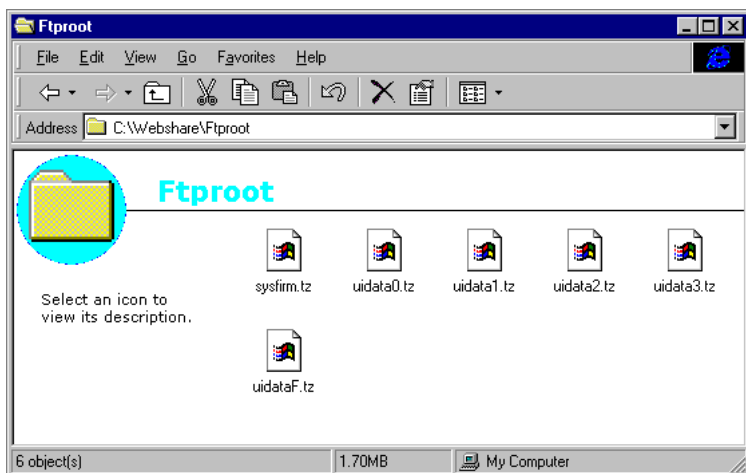 Ftproot
File Edit View Go Favorites Help
Address C:\Webshare\Ftproot
Ftproot
Select an icon to
view its description.
sysfirm.tz uidata0.tz uidata1.tz uidata2.tz uidata3.tz
uidataF.tz
6 object(s) 1.70MB My Computer